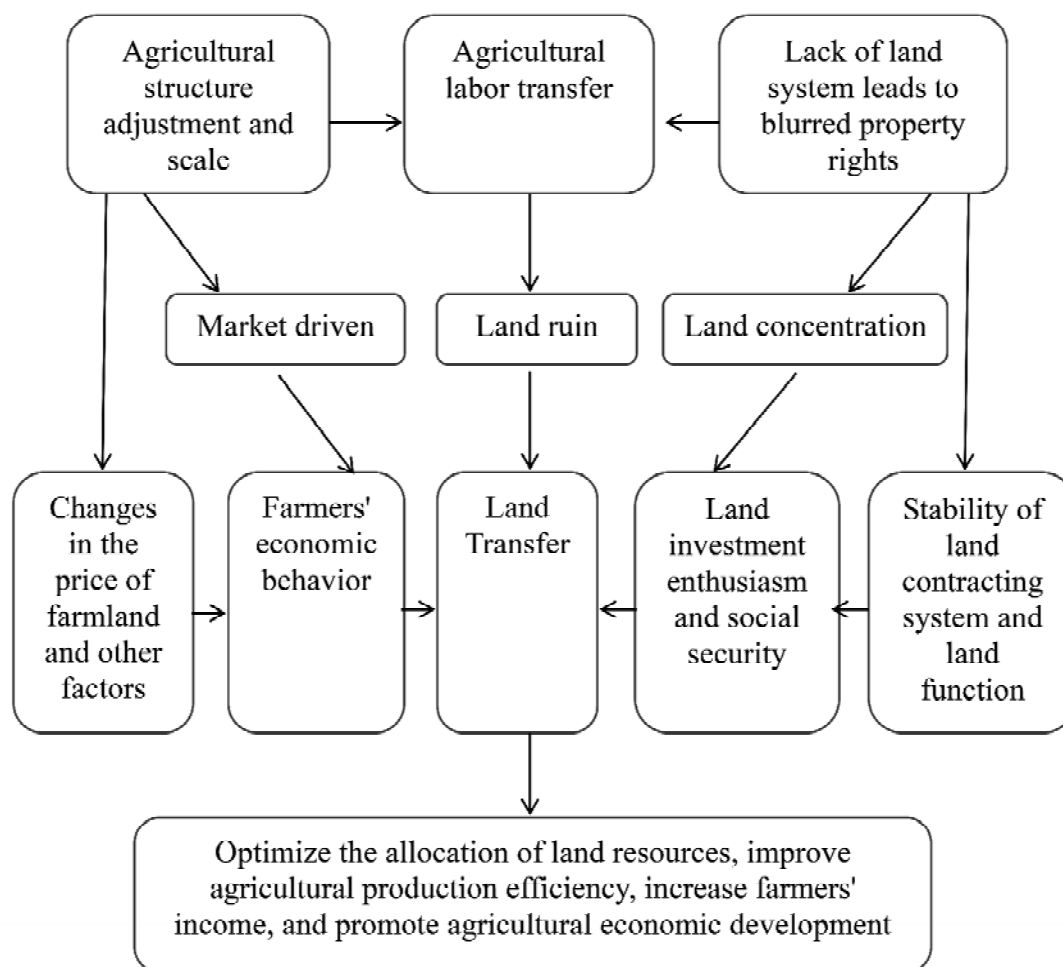 Agricultural
structure
adjustment and
scale
Agricultural
labor transfer
Lack of land
system leads to
blurred property
rights
Market driven
Land ruin
Land concentration
Changes
in the
price of
farmland
and other
factors
Farmers'
economic
behavior
Land
Transfer
Land
investment
enthusiasm
and social
security
Stability of
land
contracting
system and
land
function
Optimize the allocation of land resources, improve
agricultural production efficiency, increase farmers'
income, and promote agricultural economic development